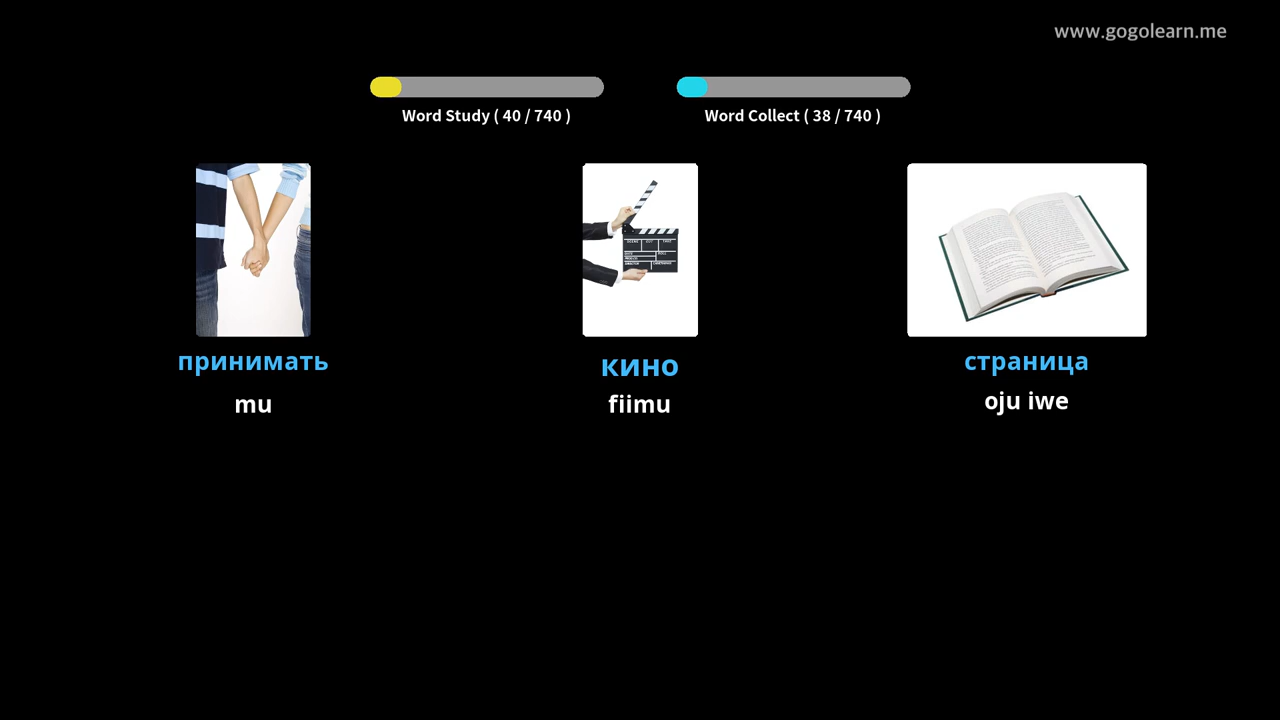 www.gogolearn.me
Word Study ( 40 / 740 )
Word Collect ( 38 / 740 )
принимать
mu
кино
fiimu
страница
oju iwe